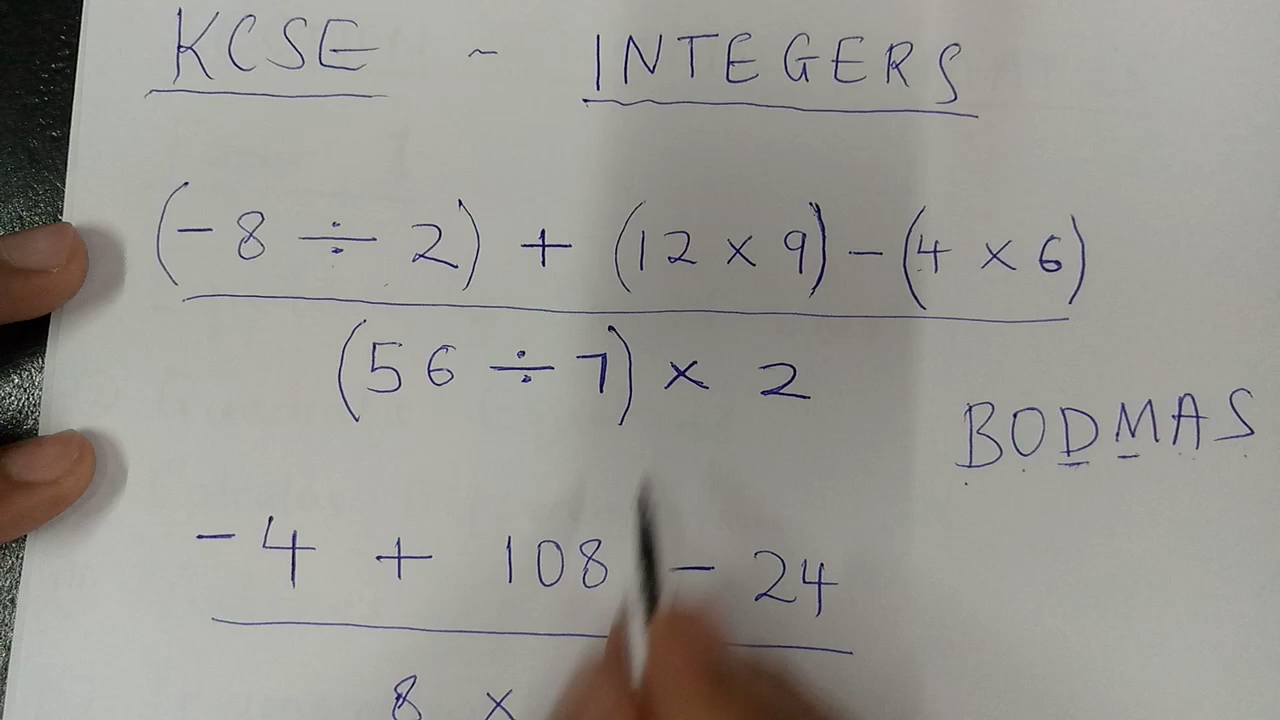 KCSE ~ INTEGERS
(-8 ÷ 2) + (12 × 9) - (4 × 6)
(56 ÷ 7) × 2
BODMAS
-4 + 108 - 24
8 ×